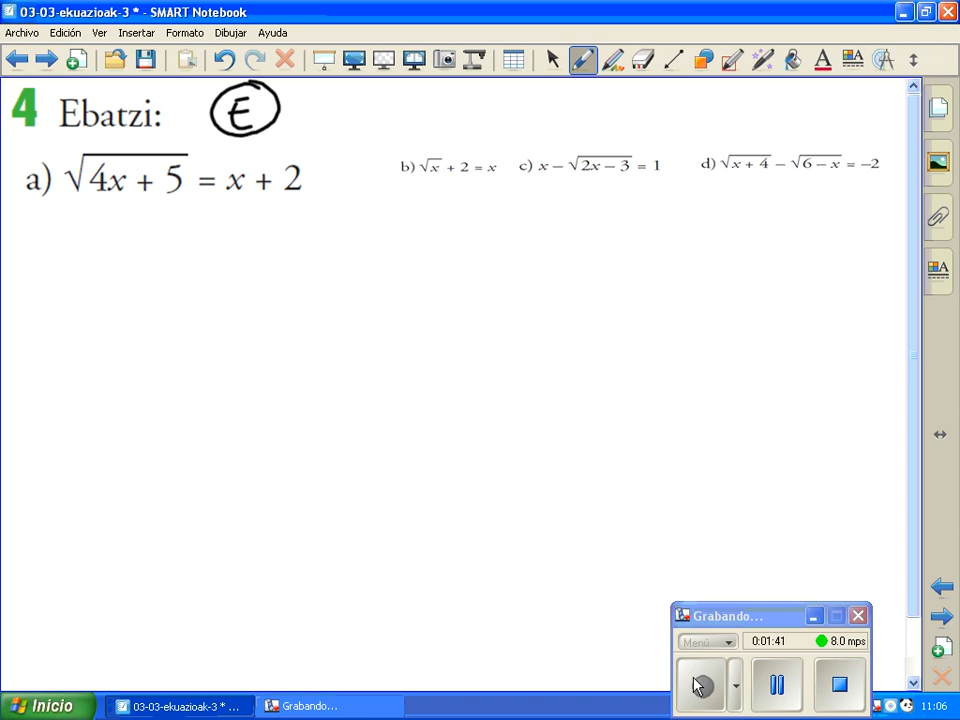 03-03-ekuazioak-3 * - SMART Notebook
Archivo Edición Ver Insertar Formato Dibujar Ayuda
4 Ebatzi: E
a) √4x + 5 = x + 2
b) √x + 2 = x
c) x − √2x − 3 = 1
d) √x + 4 − √6 − x = −2
Grabando...
Menú 0:01:41 8.0 mps
Inicio 03-03-ekuazioak-3 * ... Grabando... 11:06